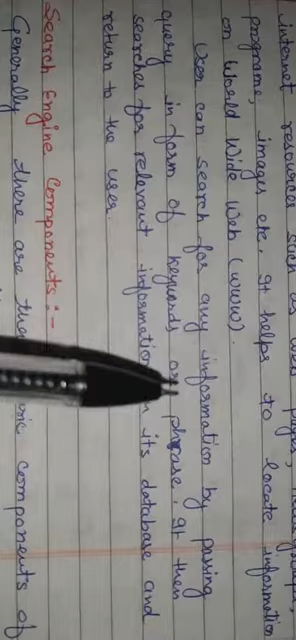 internet resources such as web pages,
programe, images etc. It helps to locate information
on World Wide Web (WWW).
User can search for any information by passing
query in form of keywords or phrase. It then
searches for relevant information in its database and
return to the user.
Search Engine Components :-
Generally there are components of